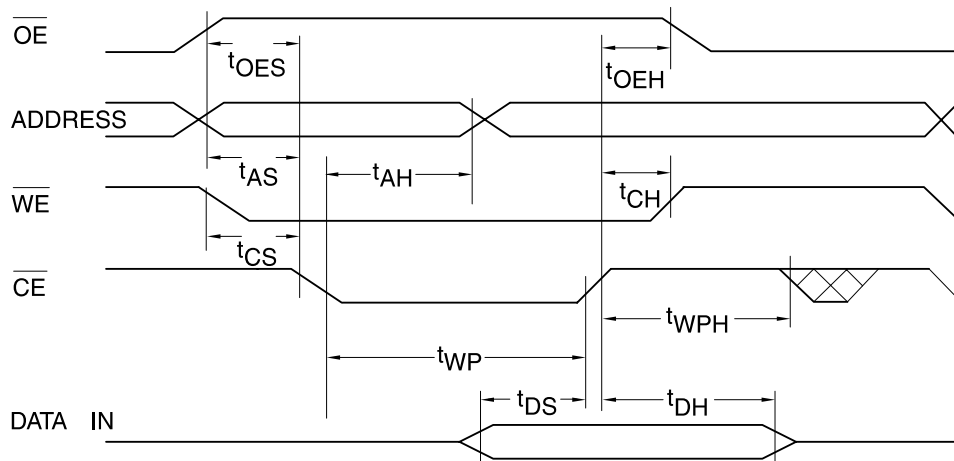 OE
tOES
tOEH
ADDRESS
tAS
tAH
tCH
WE
tCS
CE
tWPH
tWP
tDS
tDH
DATA IN